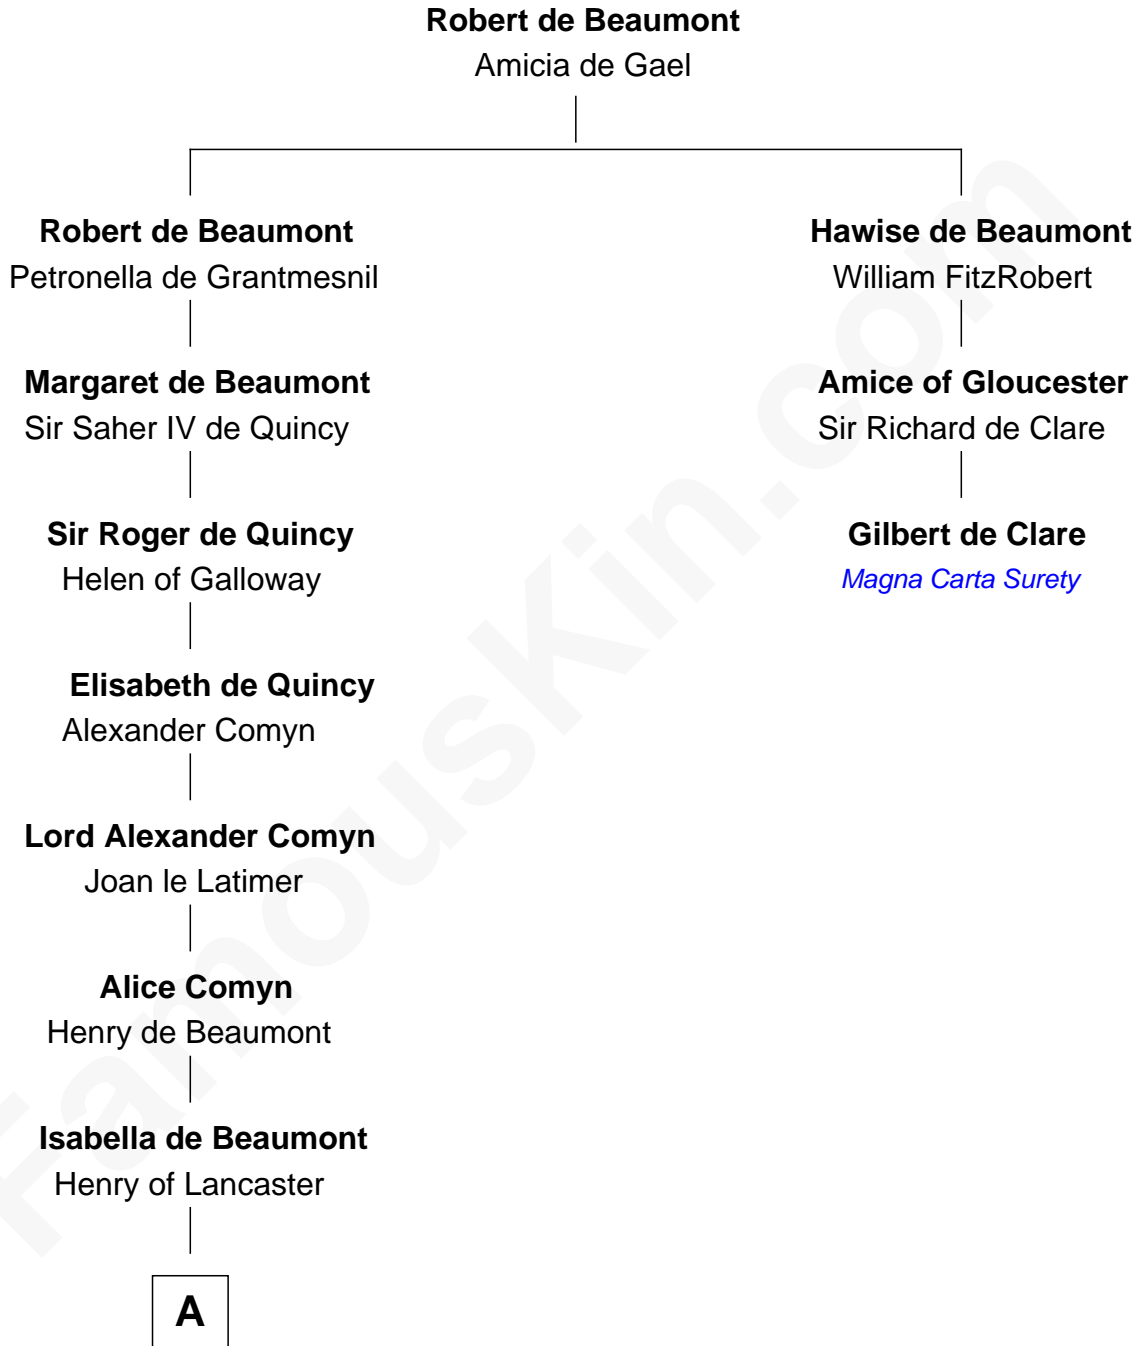 Robert de Beaumont
Amicia de Gael
Robert de Beaumont
Petronella de Grantmesnil
Hawise de Beaumont
William FitzRobert
Margaret de Beaumont
Sir Saher IV de Quincy
Amice of Gloucester
Sir Richard de Clare
Sir Roger de Quincy
Helen of Galloway
Gilbert de Clare
Magna Carta Surety
Elisabeth de Quincy
Alexander Comyn
Lord Alexander Comyn
Joan le Latimer
Alice Comyn
Henry de Beaumont
Isabella de Beaumont
Henry of Lancaster
A
FamousKin.com